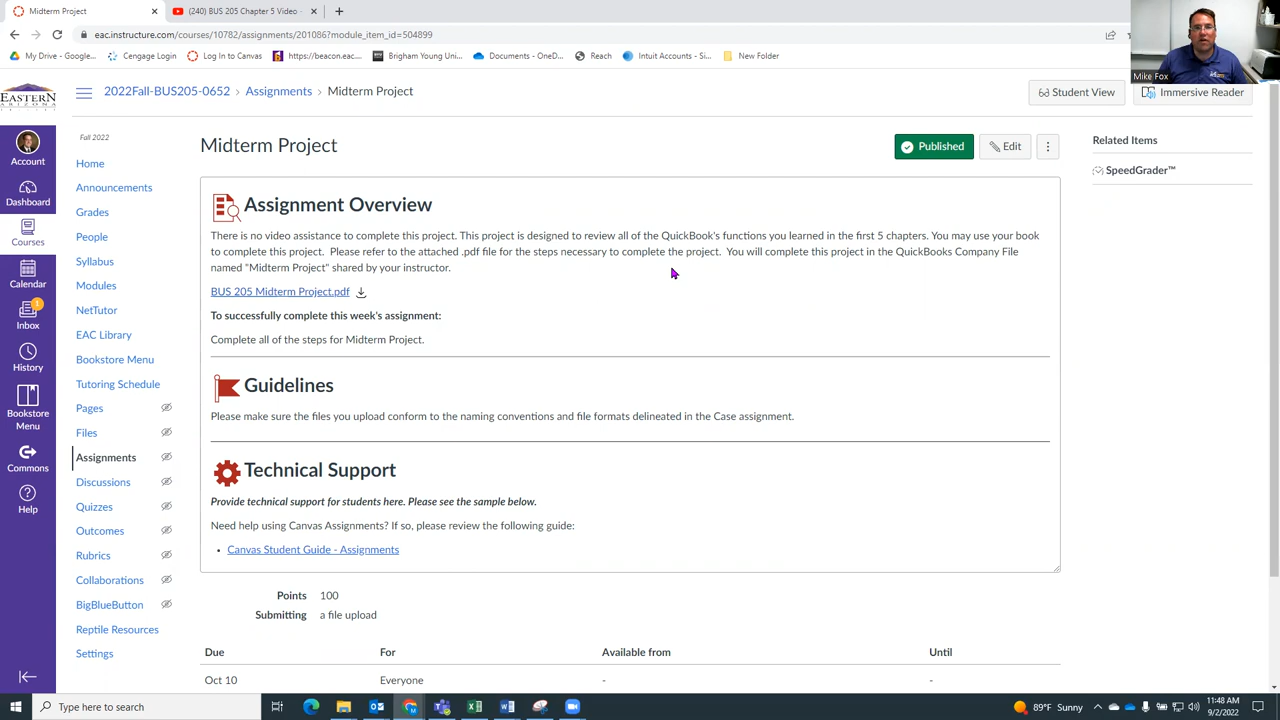 Midterm Project
(240) BUS 205 Chapter 5 Video -
eac.instructure.com/courses/10782/assignments/201086?module_item_id=504899
My Drive - Google...
Cengage Login
Log In to Canvas
https://beacon.eac....
Brigham Young Uni...
Documents - OneD...
Reach
Intuit Accounts - Si...
New Folder
Mike Fox
EASTERN
ARIZONA
2022Fall-BUS205-0652 > Assignments > Midterm Project
Student View
Immersive Reader
Account
Dashboard
Courses
Calendar
1
Inbox
History
Bookstore
Menu
Commons
Help
Fall 2022
Home
Announcements
Grades
People
Syllabus
Modules
NetTutor
EAC Library
Bookstore Menu
Tutoring Schedule
Pages
Files
Assignments
Discussions
Quizzes
Outcomes
Rubrics
Collaborations
BigBlueButton
Reptile Resources
Settings
Midterm Project
Published
Edit
Related Items
SpeedGrader™
Assignment Overview
There is no video assistance to complete this project. This project is designed to review all of the QuickBook's functions you learned in the first 5 chapters. You may use your book
to complete this project. Please refer to the attached .pdf file for the steps necessary to complete the project. You will complete this project in the QuickBooks Company File
named "Midterm Project" shared by your instructor.
BUS 205 Midterm Project.pdf
To successfully complete this week's assignment:
Complete all of the steps for Midterm Project.
Guidelines
Please make sure the files you upload conform to the naming conventions and file formats delineated in the Case assignment.
Technical Support
Provide technical support for students here. Please see the sample below.
Need help using Canvas Assignments? If so, please review the following guide:
• Canvas Student Guide - Assignments
Points 100
Submitting a file upload
Due For Available from Until
Oct 10 Everyone - -
Type here to search
89°F Sunny
11:48 AM
9/2/2022